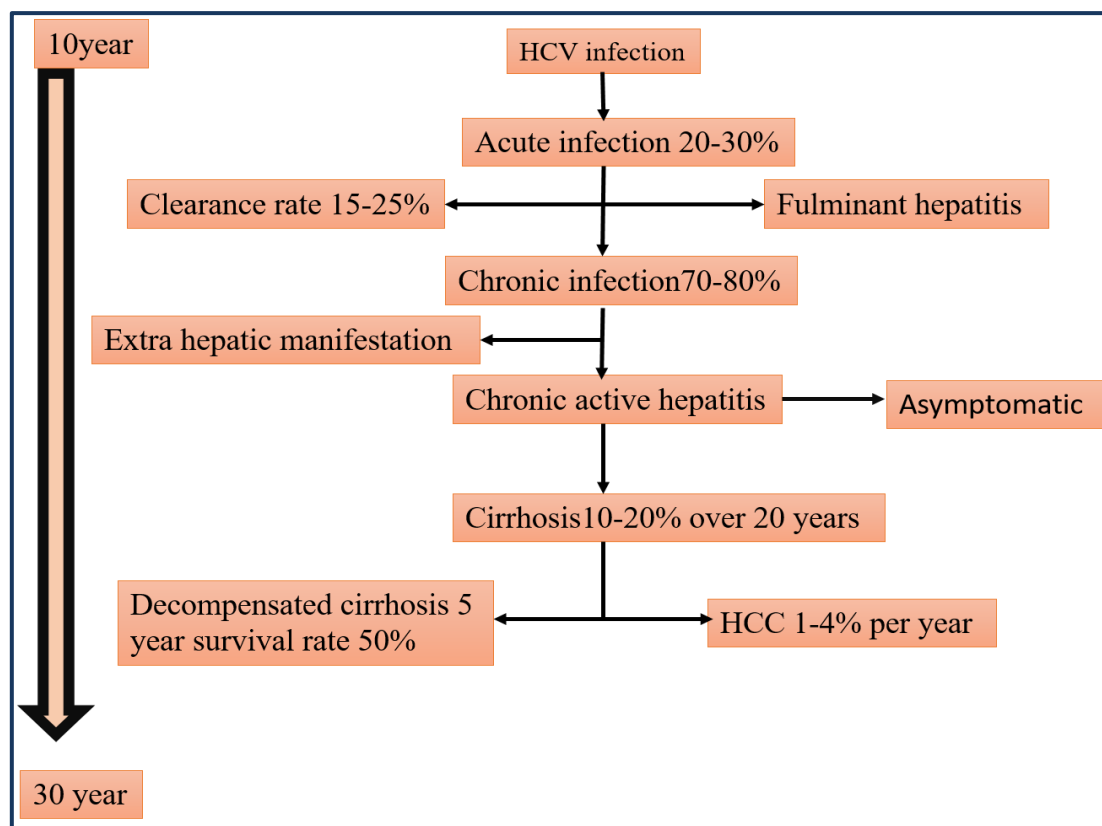 10year
HCV infection
Acute infection 20-30%
Clearance rate 15-25%
Fulminant hepatitis
Chronic infection70-80%
Extra hepatic manifestation
Chronic active hepatitis
Asymptomatic
Cirrhosis10-20% over 20 years
Decompensated cirrhosis 5
year survival rate 50%
HCC 1-4% per year
30 year